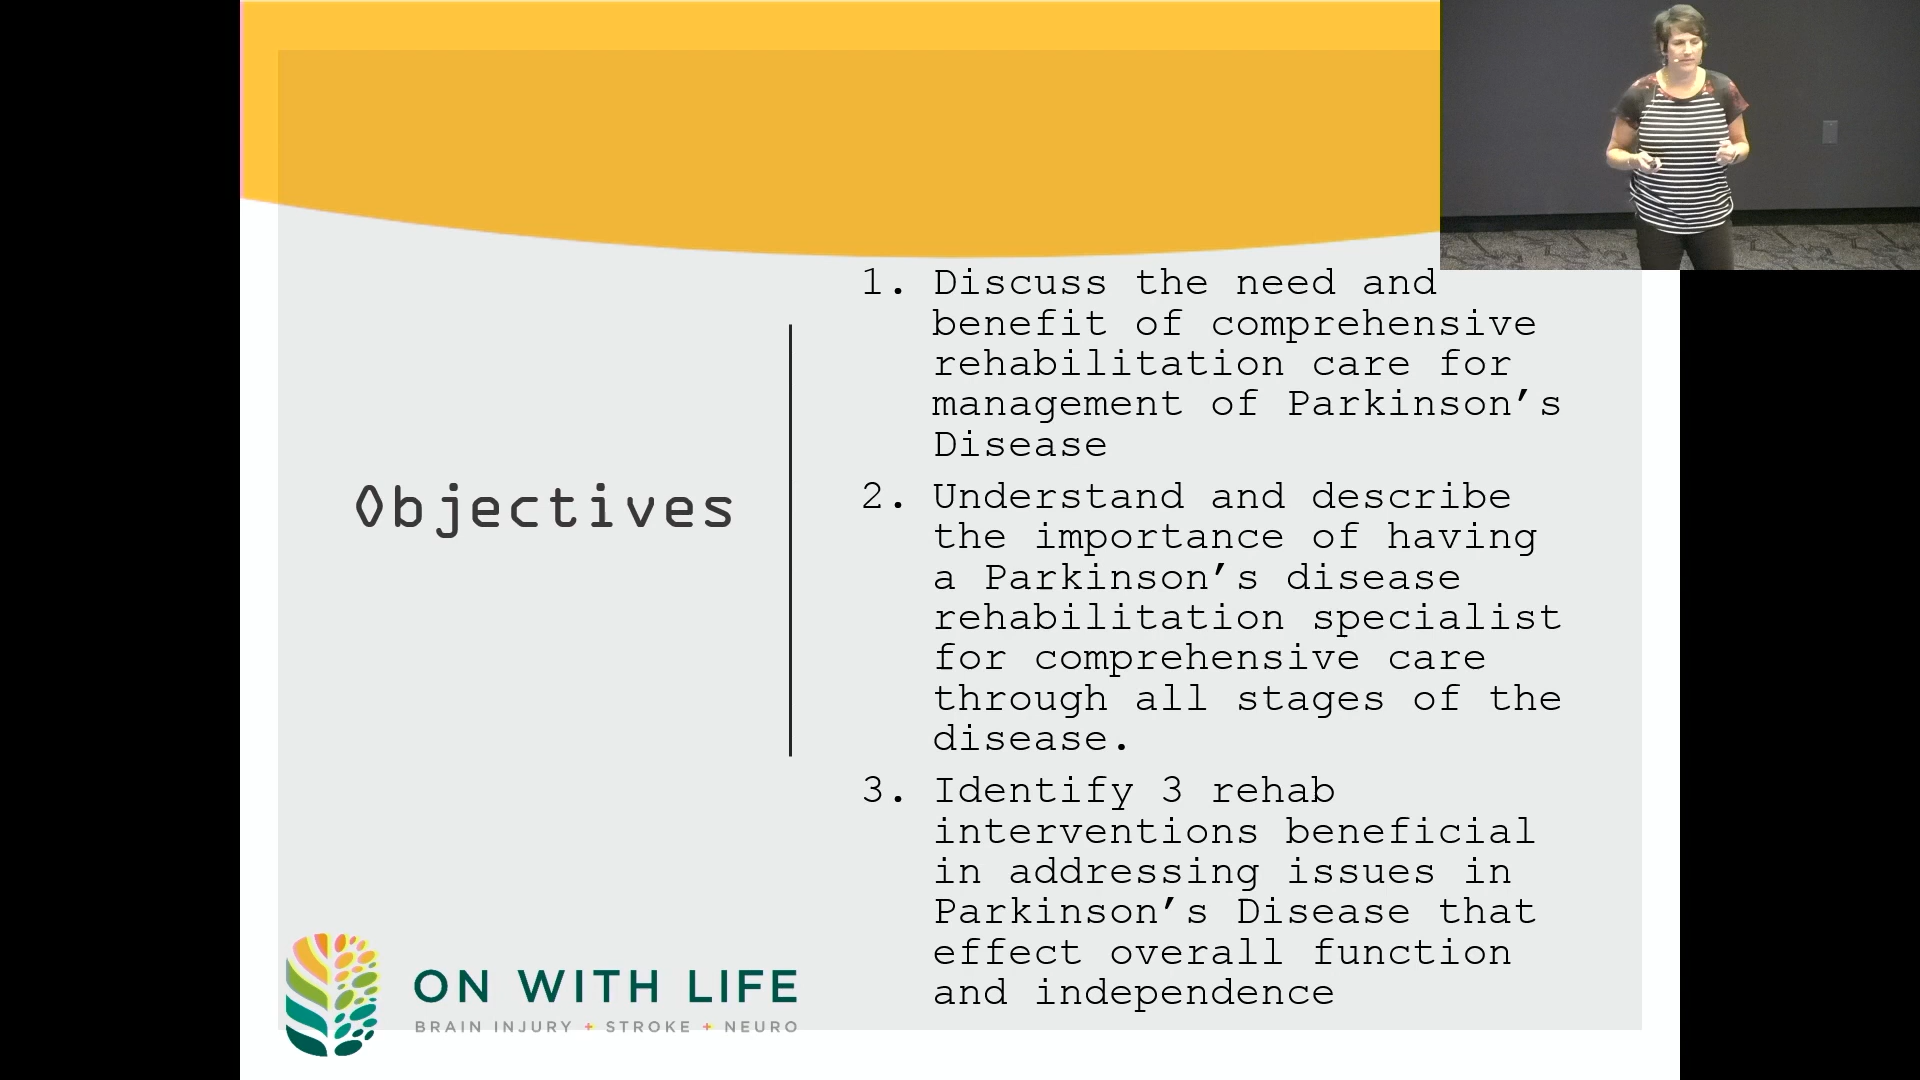 Objectives
1. Discuss the need and
benefit of comprehensive
rehabilitation care for
management of Parkinson’s
Disease
2. Understand and describe
the importance of having
a Parkinson’s disease
rehabilitation specialist
for comprehensive care
through all stages of the
disease.
3. Identify 3 rehab
interventions beneficial
in addressing issues in
Parkinson’s Disease that
effect overall function
and independence
ON WITH LIFE
BRAIN INJURY + STROKE + NEURO